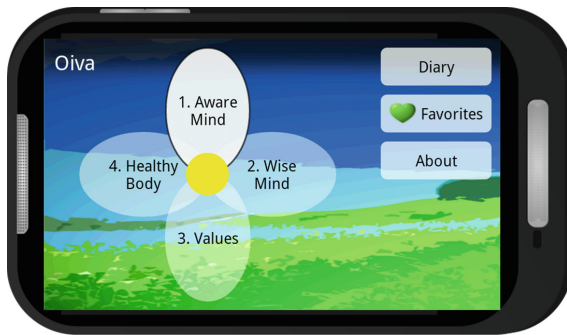 Oiva
1. Aware
Mind
4. Healthy
Body
2. Wise
Mind
3. Values
Diary
Favorites
About